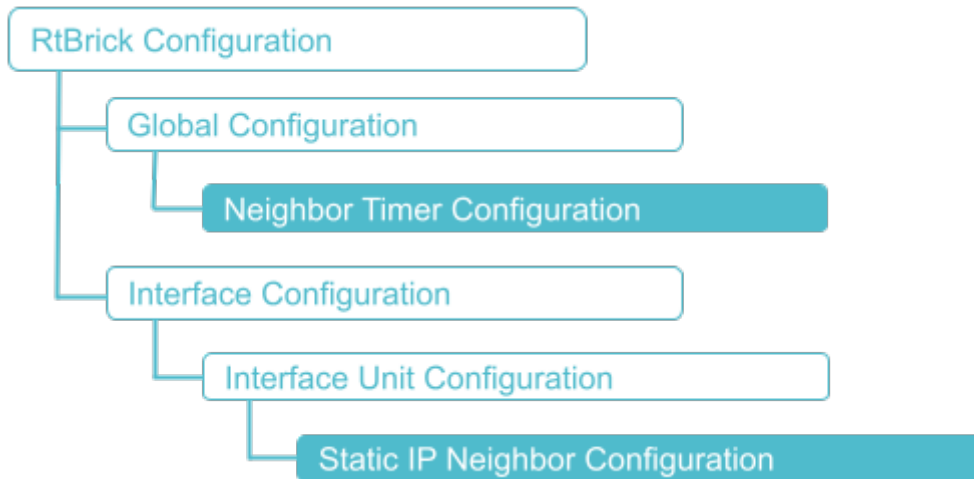 RtBrick Configuration
Global Configuration
Neighbor Timer Configuration
Interface Configuration
Interface Unit Configuration
Static IP Neighbor Configuration